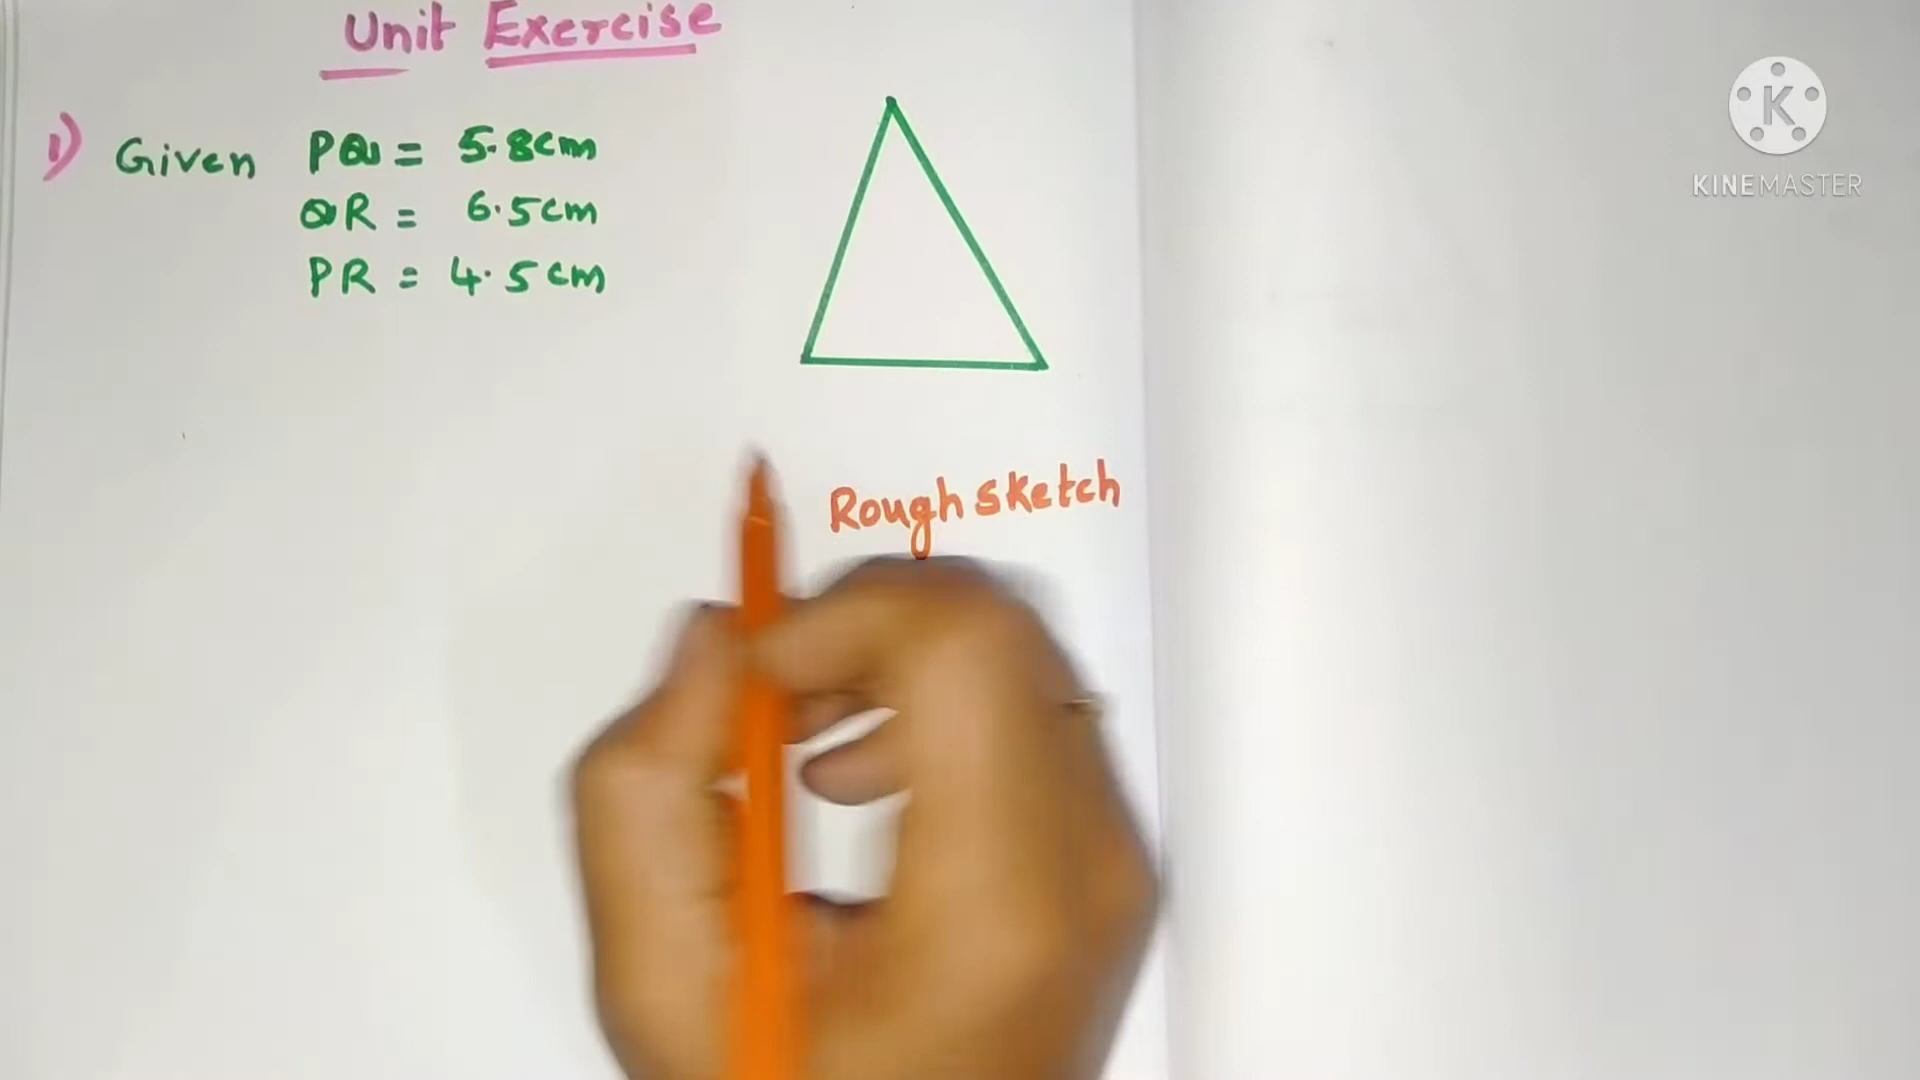 Unit Exercise
1) Given PQ = 5.8cm
QR = 6.5cm
PR = 4.5cm
Rough sketch
K
KINEMASTER